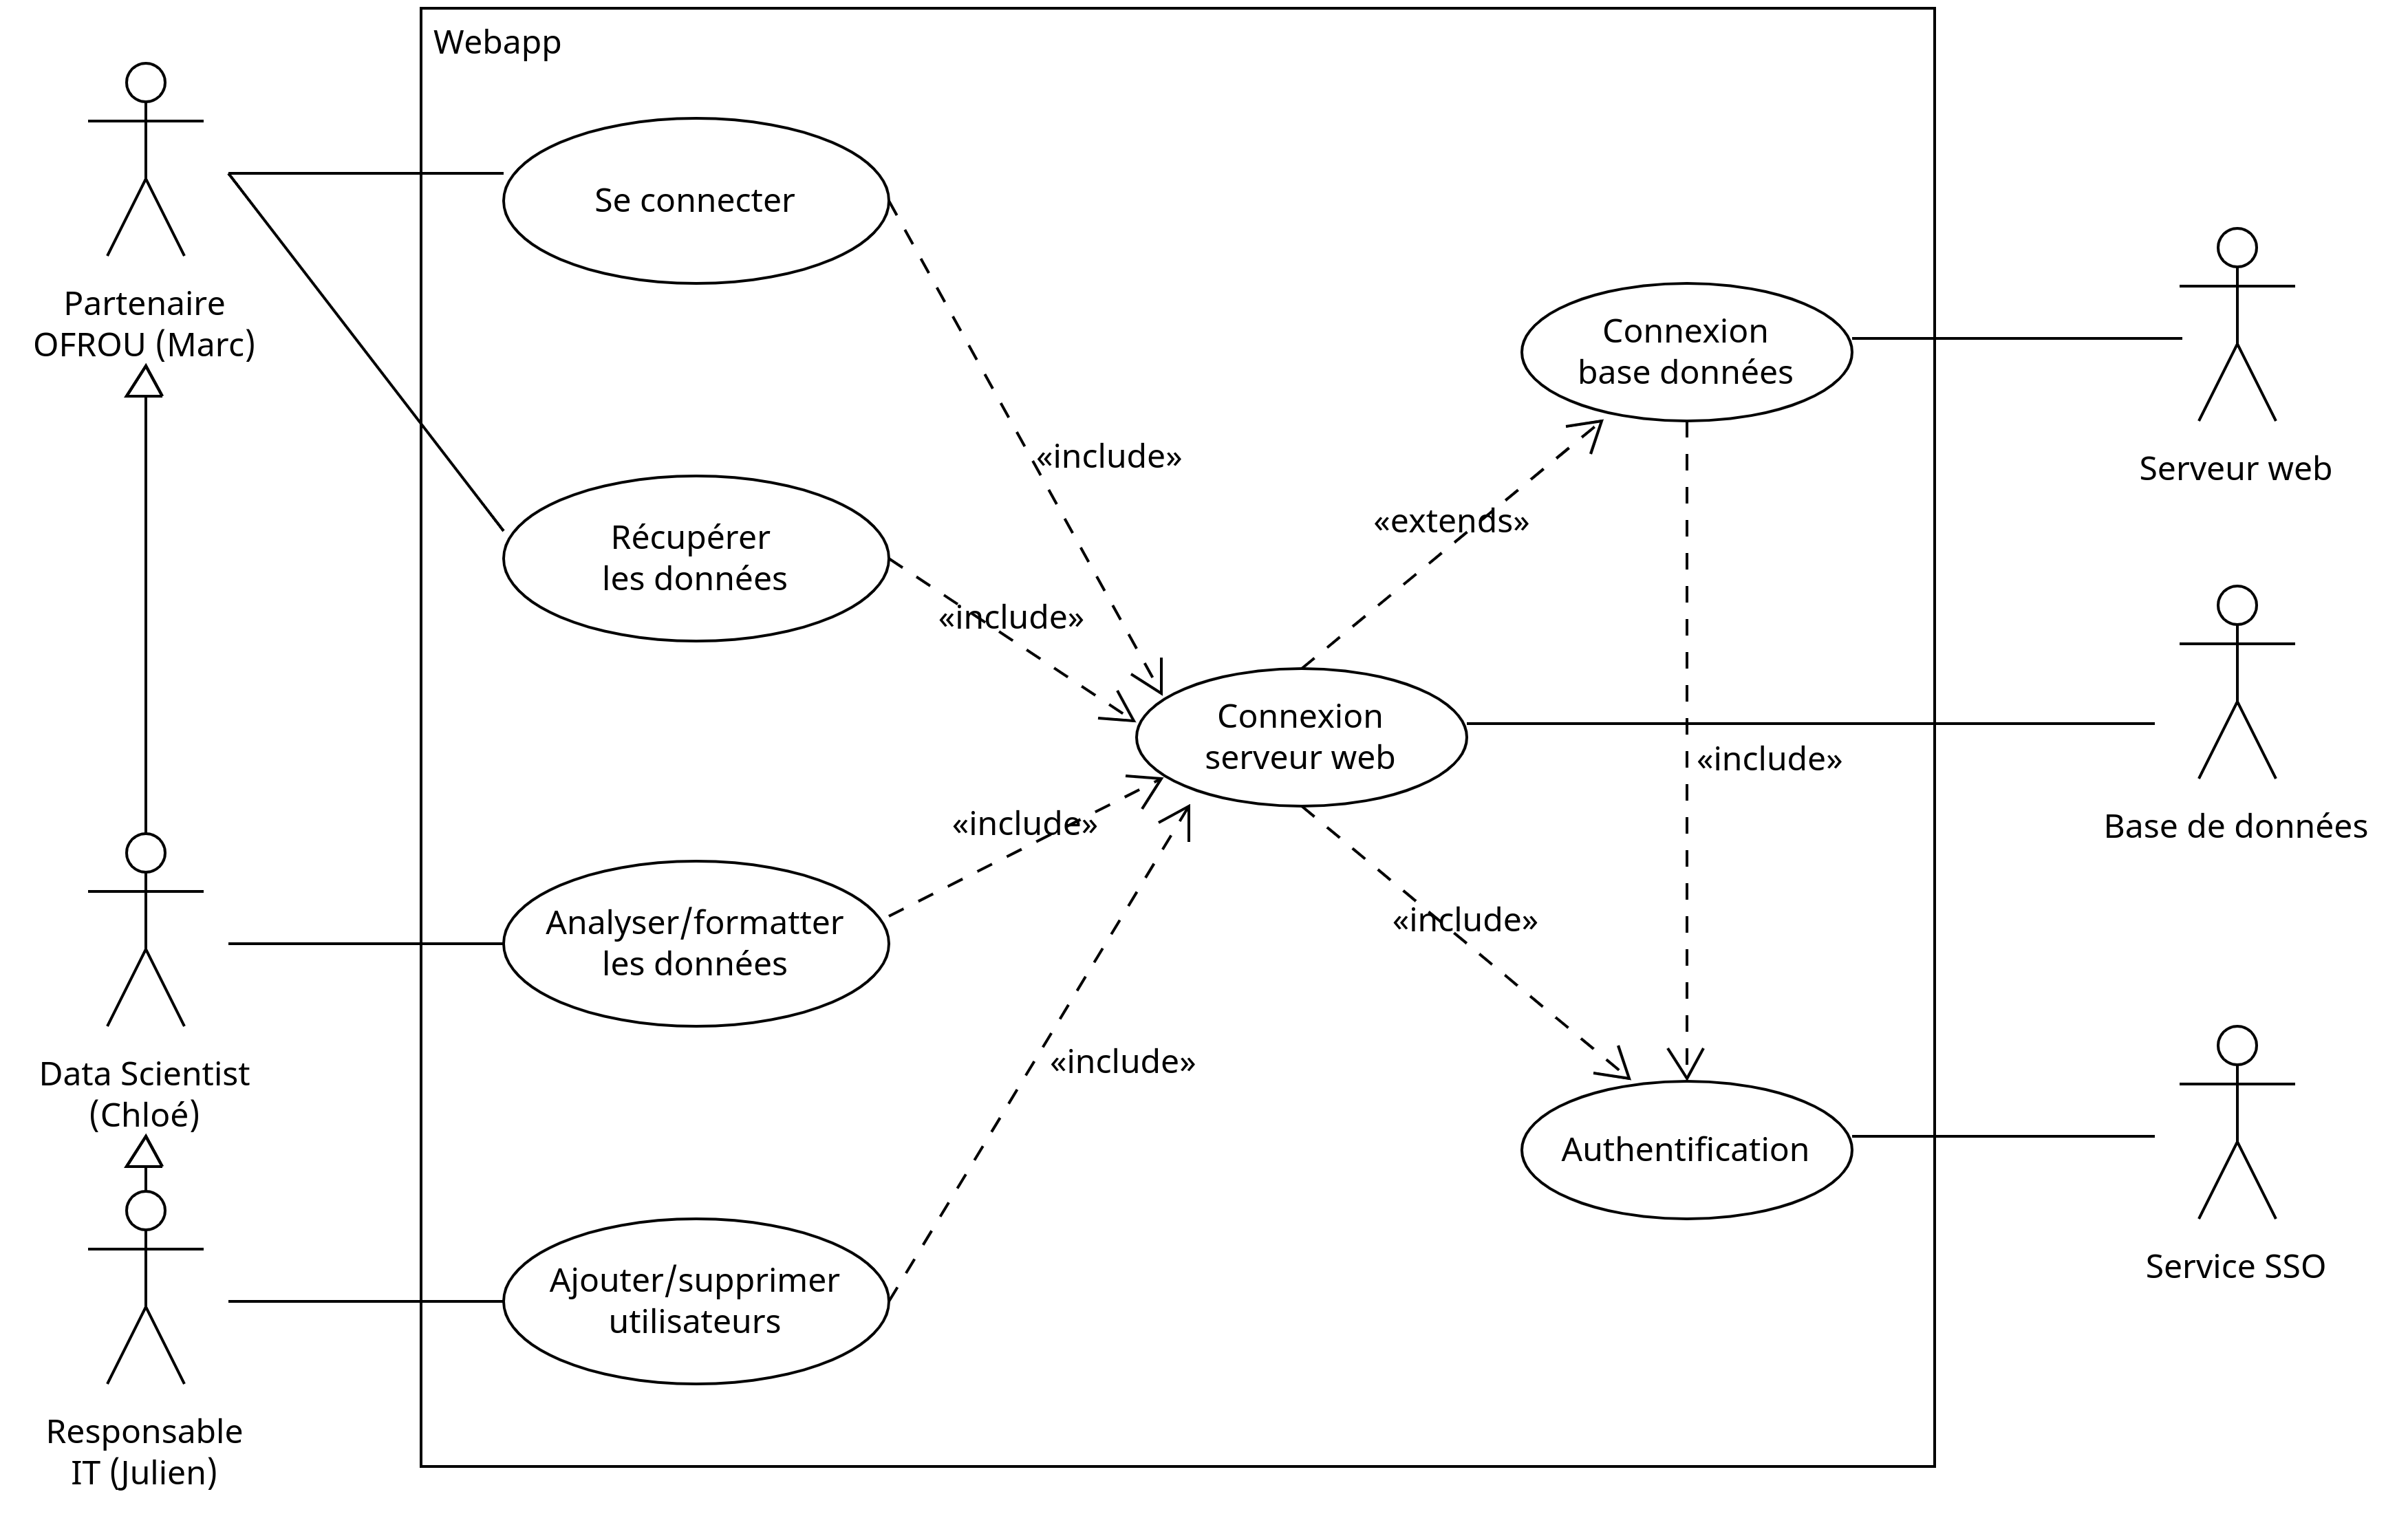 Webapp
Partenaire
OFROU (Marc)
Se connecter
Récupérer
les données
Data Scientist
(Chloé)
Analyser/formatter
les données
Responsable
IT (Julien)
Ajouter/supprimer
utilisateurs
«include»
«include»
«include»
«include»
Connexion
serveur web
«extends»
«include»
«include»
Connexion
base données
Authentification
Serveur web
Base de données
Service SSO